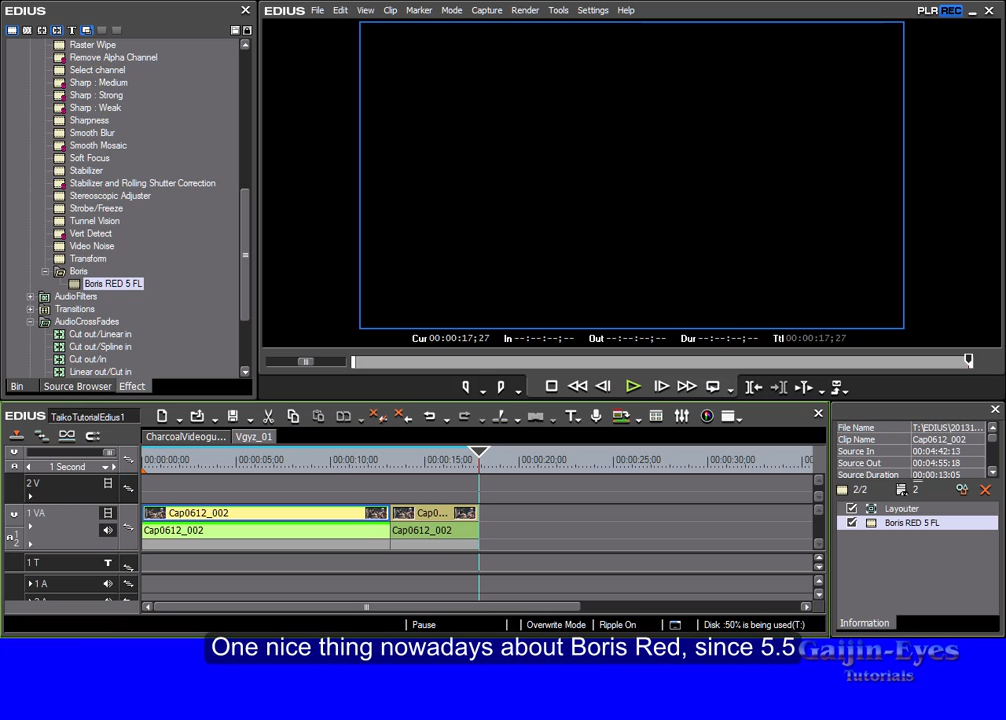 EDIUS
Raster Wipe
Remove Alpha Channel
Select channel
Sharp : Medium
Sharp : Strong
Sharp : Weak
Sharpness
Smooth Blur
Smooth Mosaic
Soft Focus
Stabilizer
Stabilizer and Rolling Shutter Correction
Stereoscopic Adjuster
Strobe/Freeze
Tunnel Vision
Vert Detect
Video Noise
Transform
Boris
Boris RED 5 FL
AudioFilters
Transitions
AudioCrossFades
Cut out/Linear in
Cut out/Spline in
Cut out/in
Linear out/Cut in
Bin Source Browser Effect
EDIUS File Edit View Clip Marker Mode Capture Render Tools Settings Help PLR REC
Cur 00:00:17;27 In --:--:--;-- Out --:--:--;-- Dur --:--:--;-- Ttl 00:00:17;27
EDIUS TaikoTutorialEdius1
CharcoalVideogu... Vgyz_01
1 Second 00:00:00;00 00:00:05;00 00:00:10;00 00:00:15;00 00:00:20;00 00:00:25;00 00:00:30;00
2 V
1 VA Cap0612_002 Cap0...
Cap0612_002 Cap0612_002
1 T T
1 A
Pause Overwrite Mode Ripple On Disk :50% is being used(T:)
File Name T:\EDIUS\20131...
Clip Name Cap0612_002
Source In 00:04:42:13
Source Out 00:04:55:18
Source Duration 00:00:13:05
2/2 2
Layouter
Boris RED 5 FL
Information
One nice thing nowadays about Boris Red, since 5.5
Gaijin-Eyes
Tutorials